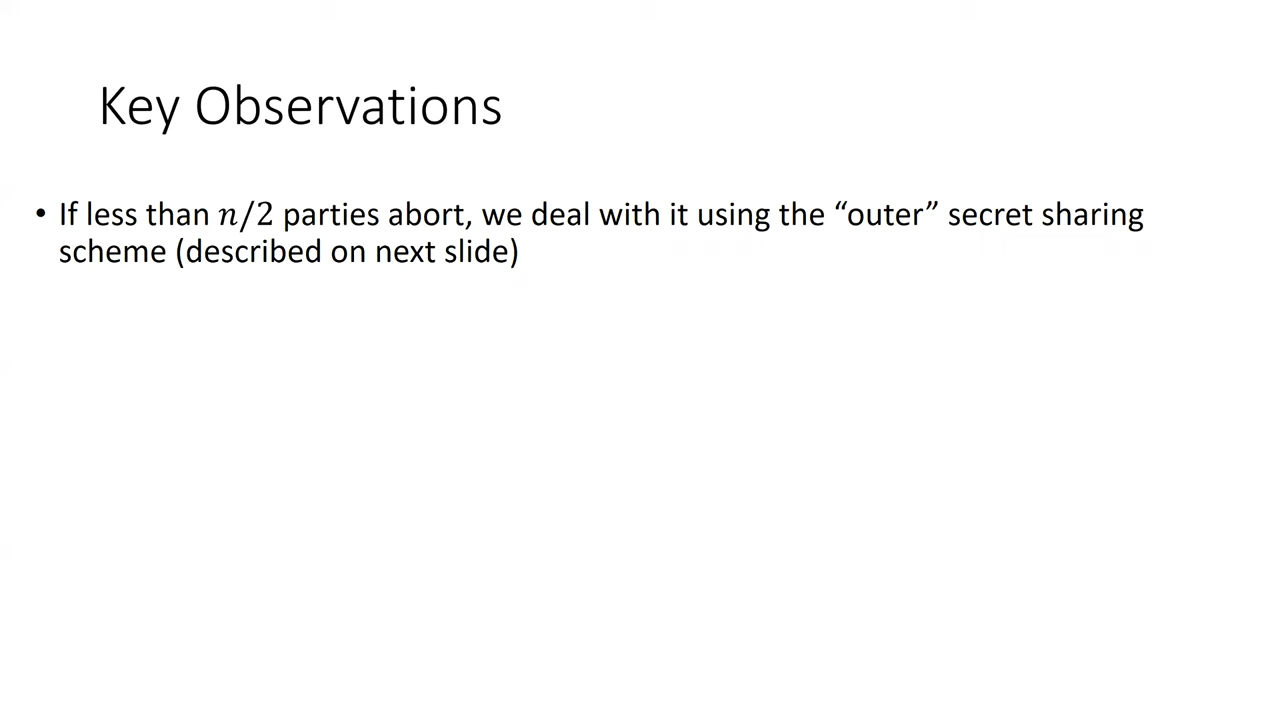 Key Observations
• If less than n/2 parties abort, we deal with it using the “outer” secret sharing
scheme (described on next slide)